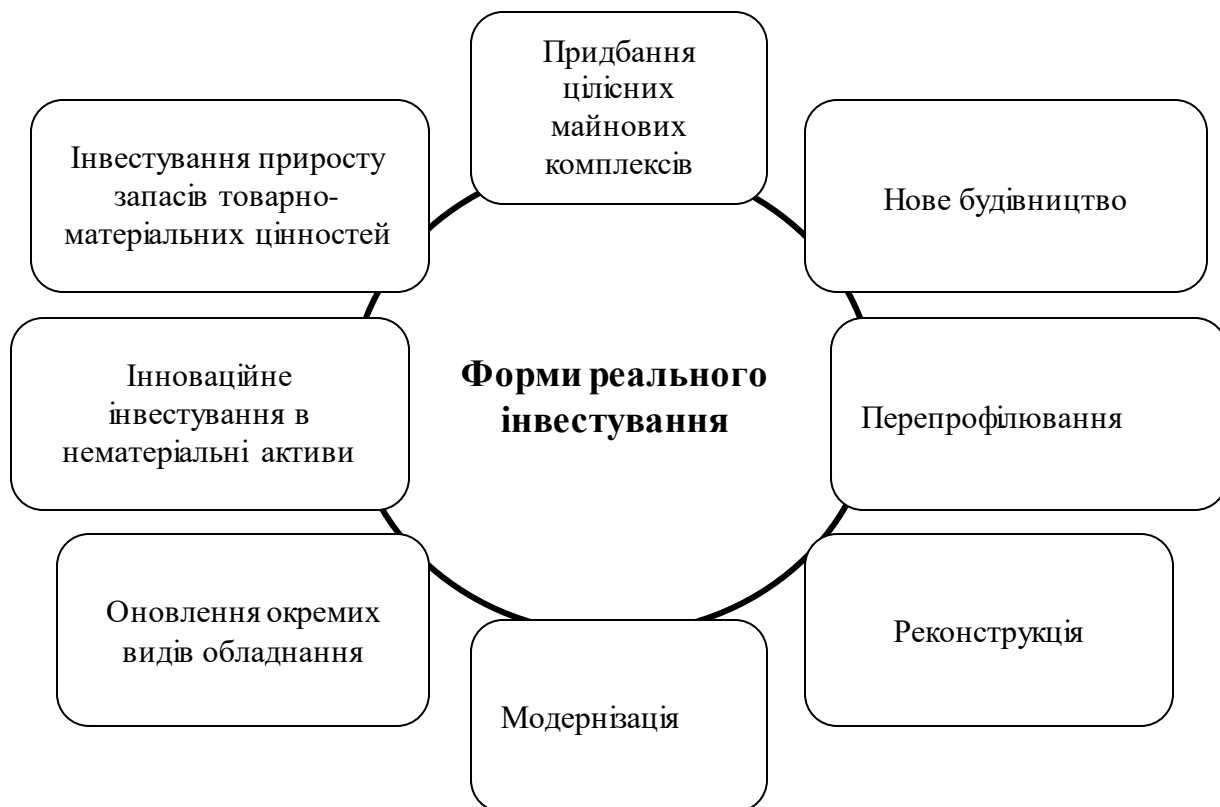 Придбання
цілісних
майнових
комплексів
Інвестування приросту
запасів товарно-
матеріальних цінностей
Нове будівництво
Інноваційне
інвестування в
нематеріальні активи
Форми реального
інвестування
Перепрофілювання
Оновлення окремих
видів обладнання
Реконструкція
Модернізація